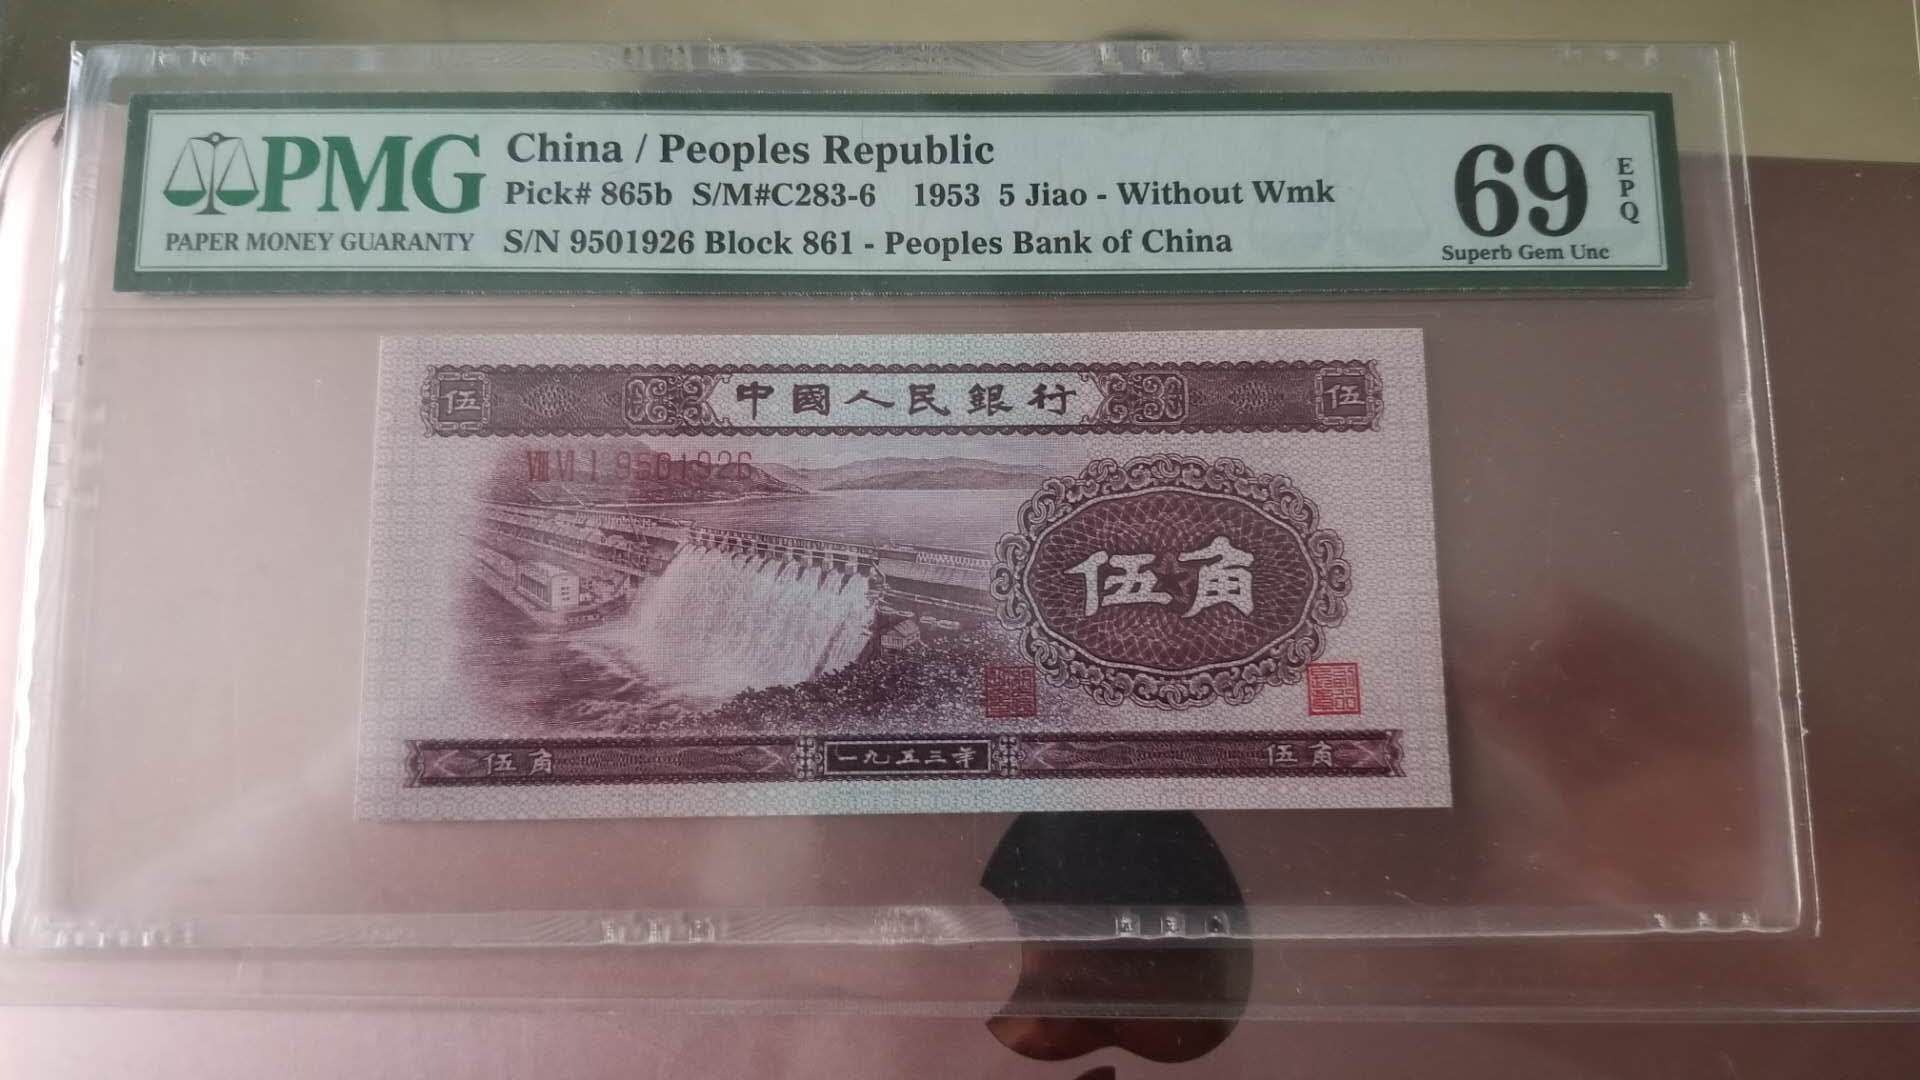 PMG
PAPER MONEY GUARANTY
China / Peoples Republic
Pick# 865b S/M#C283-6 1953 5 Jiao - Without Wmk
S/N 9501926 Block 861 - Peoples Bank of China
69
EPQ
Superb Gem Unc
伍 中國人民銀行 伍
VIII VI I 9501926
伍角
伍角 一九五三年 伍角